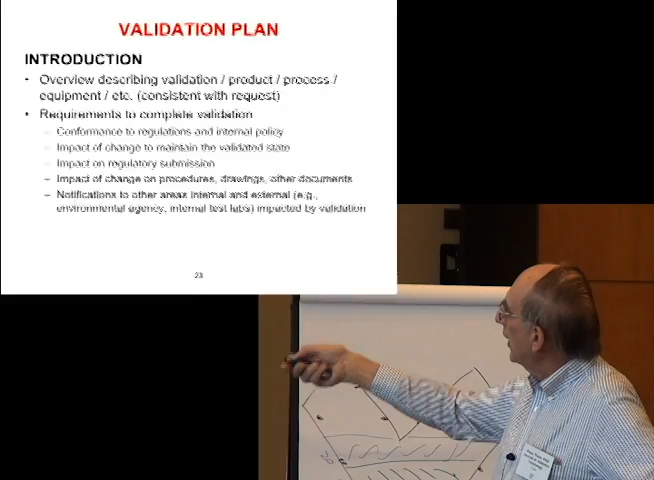 VALIDATION PLAN
INTRODUCTION
• Overview describing validation / product / process /
equipment / etc. (consistent with request)
• Requirements to complete validation
– Conformance to regulations and internal policy
– Impact of change to maintain the validated state
– Impact on regulatory submission
– Impact of change on procedures, drawings, other documents
– Notifications to other areas internal and external (e.g.,
environmental agency, internal test labs) impacted by validation
23